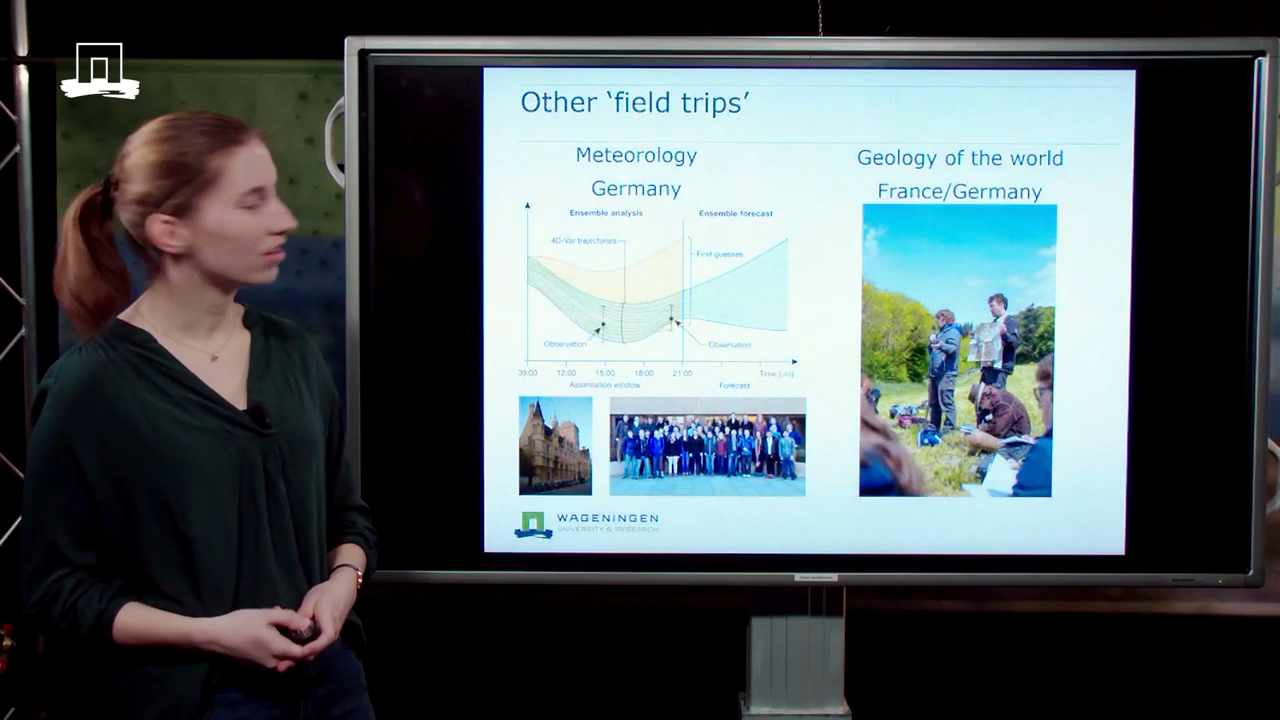 Other ‘field trips’
Meteorology
Germany
Geology of the world
France/Germany
Ensemble analysis
Ensemble forecast
4D-Var trajectories
First guesses
Observation
Observation
09:00 12:00 15:00 18:00 21:00 Time
Assimilation window
Forecast
WAGENINGEN
UNIVERSITY & RESEARCH